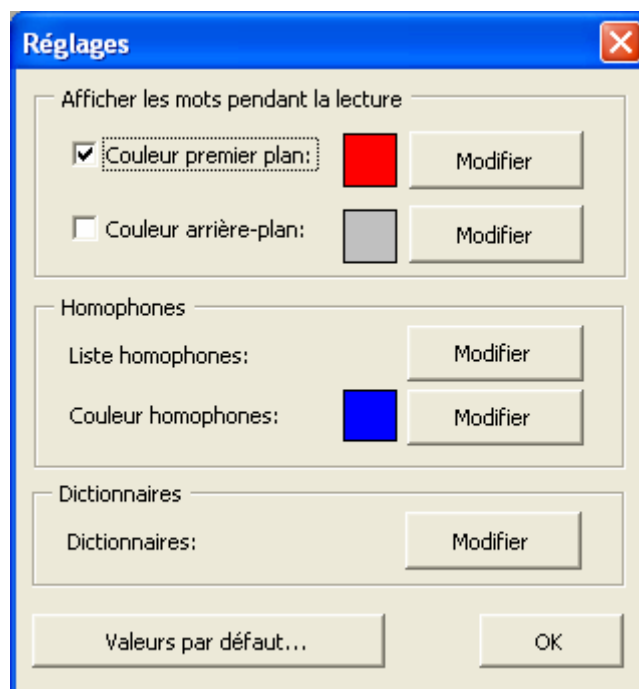 Réglages
Afficher les mots pendant la lecture
Couleur premier plan: Modifier
Couleur arrière-plan: Modifier
Homophones
Liste homophones: Modifier
Couleur homophones: Modifier
Dictionnaires
Dictionnaires: Modifier
Valeurs par défaut... OK